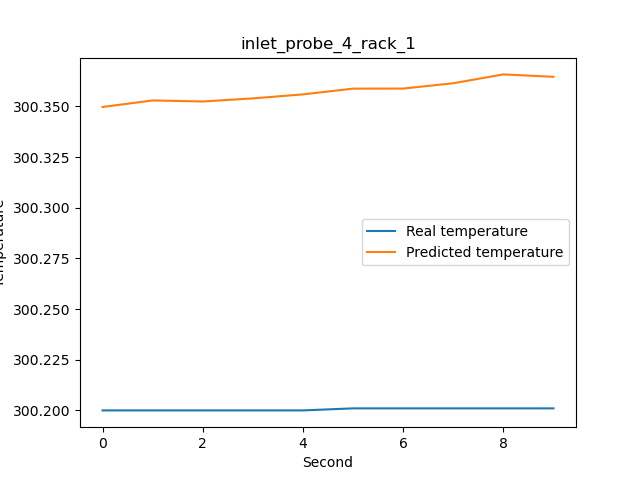 inlet_probe_4_rack_1
300.350
300.325
300.300
300.275
300.250
300.225
300.200
Real temperature
Predicted temperature
0 2 4 6 8
Second